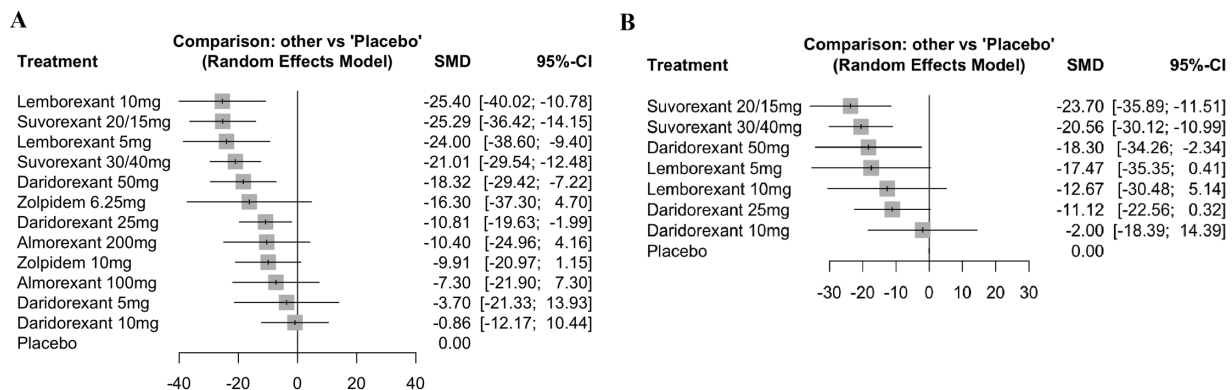 A
Comparison: other vs 'Placebo'
Treatment (Random Effects Model) SMD 95%-CI
Lemborexant 10mg -25.40 [-40.02; -10.78]
Suvorexant 20/15mg -25.29 [-36.42; -14.15]
Lemborexant 5mg -24.00 [-38.60; -9.40]
Suvorexant 30/40mg -21.01 [-29.54; -12.48]
Daridorexant 50mg -18.32 [-29.42; -7.22]
Zolpidem 6.25mg -16.30 [-37.30; 4.70]
Daridorexant 25mg -10.81 [-19.63; -1.99]
Almorexant 200mg -10.40 [-24.96; 4.16]
Zolpidem 10mg -9.91 [-20.97; 1.15]
Almorexant 100mg -7.30 [-21.90; 7.30]
Daridorexant 5mg -3.70 [-21.33; 13.93]
Daridorexant 10mg -0.86 [-12.17; 10.44]
Placebo 0.00
-40 -20 0 20 40
B
Comparison: other vs 'Placebo'
Treatment (Random Effects Model) SMD 95%-CI
Suvorexant 20/15mg -23.70 [-35.89; -11.51]
Suvorexant 30/40mg -20.56 [-30.12; -10.99]
Daridorexant 50mg -18.30 [-34.26; -2.34]
Lemborexant 5mg -17.47 [-35.35; 0.41]
Lemborexant 10mg -12.67 [-30.48; 5.14]
Daridorexant 25mg -11.12 [-22.56; 0.32]
Daridorexant 10mg -2.00 [-18.39; 14.39]
Placebo 0.00
-30 -20 -10 0 10 20 30